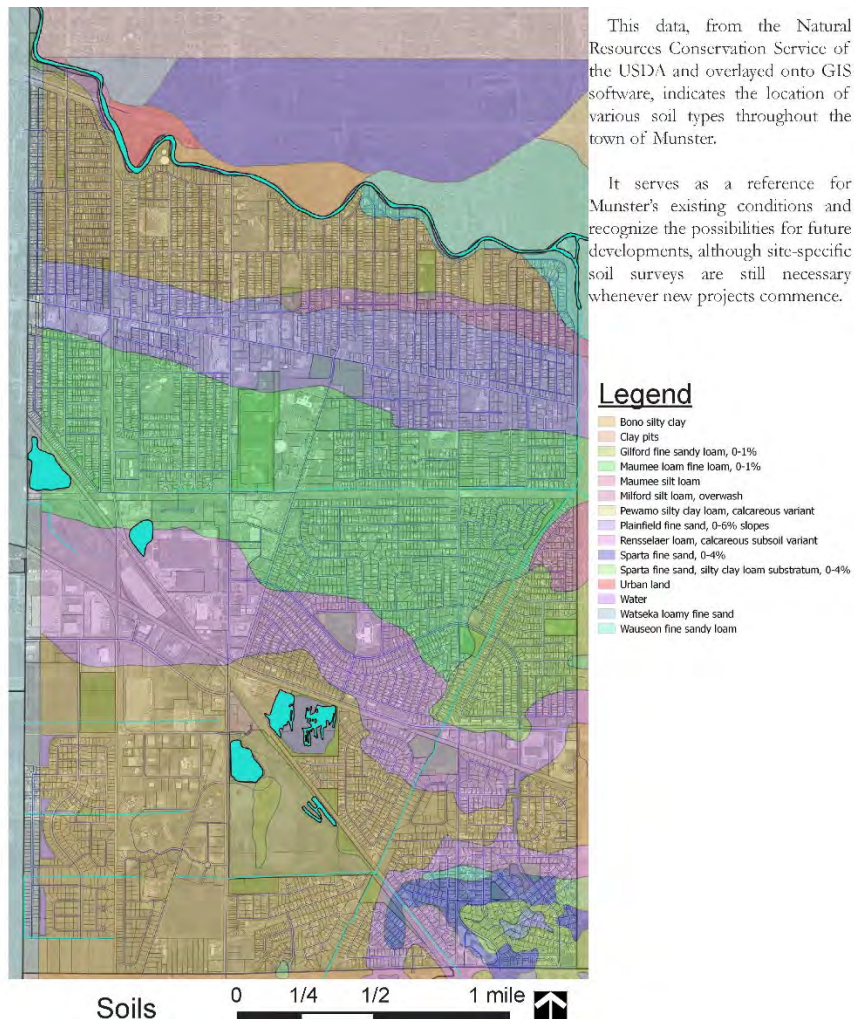 This data, from the Natural
Resources Conservation Service of
the USDA and overlayed onto GIS
software, indicates the location of
various soil types throughout the
town of Munster.
It serves as a reference for
Munster's existing conditions and
recognize the possibilities for future
developments, although site-specific
soil surveys are still necessary
whenever new projects commence.
Legend
Bono silty clay
Clay pits
Gilford fine sandy loam, 0-1%
Maumee loam fine loam, 0-1%
Maumee silt loam
Milford silt loam, overwash
Pewamo silty clay loam, calcareous variant
Plainfield fine sand, 0-6% slopes
Rensselaer loam, calcareous subsoil variant
Sparta fine sand, 0-4%
Sparta fine sand, silty clay loam substratum, 0-4%
Urban land
Water
Watseka loamy fine sand
Wauseon fine sandy loam
Soils
0 1/4 1/2 1 mile